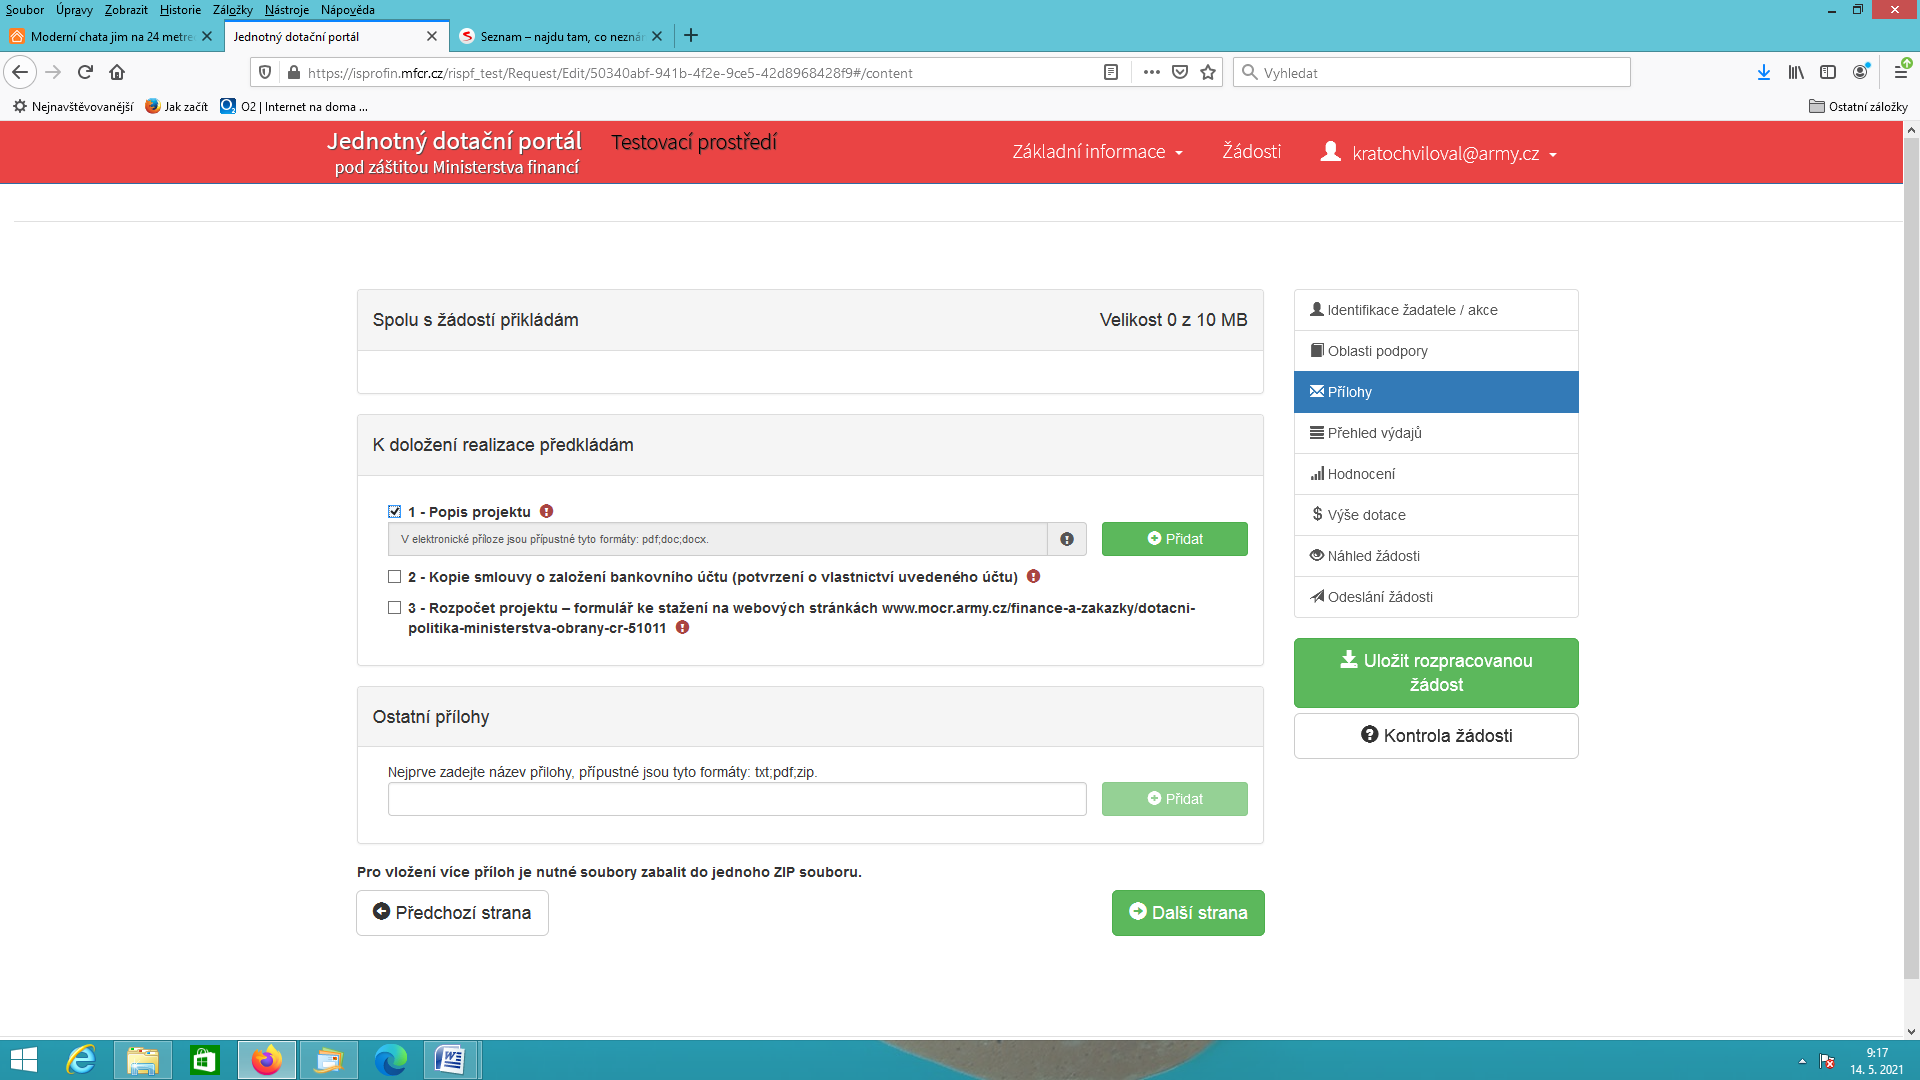 Soubor Úpravy Zobrazit Historie Záložky Nástroje Nápověda
Moderní chata jim na 24 metre
Jednotný dotační portál
Seznam – najdu tam, co nezná
https://isprofin.mfcr.cz/rispf_test/Request/Edit/50340abf-941b-4f2e-9ce5-42d8968428f9#/content
Vyhledat
Nejnavštěvovanější Jak začít O2 | Internet na doma ...
Ostatní záložky
Jednotný dotační portál
pod záštitou Ministerstva financí
Testovací prostředí
Základní informace
Žádosti
kratochviloval@army.cz
Spolu s žádostí přikládám
Velikost 0 z 10 MB
K doložení realizace předkládám
1 - Popis projektu
V elektronické příloze jsou přípustné tyto formáty: pdf;doc;docx.
Přidat
2 - Kopie smlouvy o založení bankovního účtu (potvrzení o vlastnictví uvedeného účtu)
3 - Rozpočet projektu – formulář ke stažení na webových stránkách www.mocr.army.cz/finance-a-zakazky/dotacni-
politika-ministerstva-obrany-cr-51011
Ostatní přílohy
Nejprve zadejte název přilohy, přípustné jsou tyto formáty: txt;pdf;zip.
Přidat
Pro vložení více příloh je nutné soubory zabalit do jednoho ZIP souboru.
Předchozí strana
Další strana
Identifikace žadatele / akce
Oblasti podpory
Přílohy
Přehled výdajů
Hodnocení
Výše dotace
Náhled žádosti
Odeslání žádosti
Uložit rozpracovanou
žádost
Kontrola žádosti
9:17
14. 5. 2021